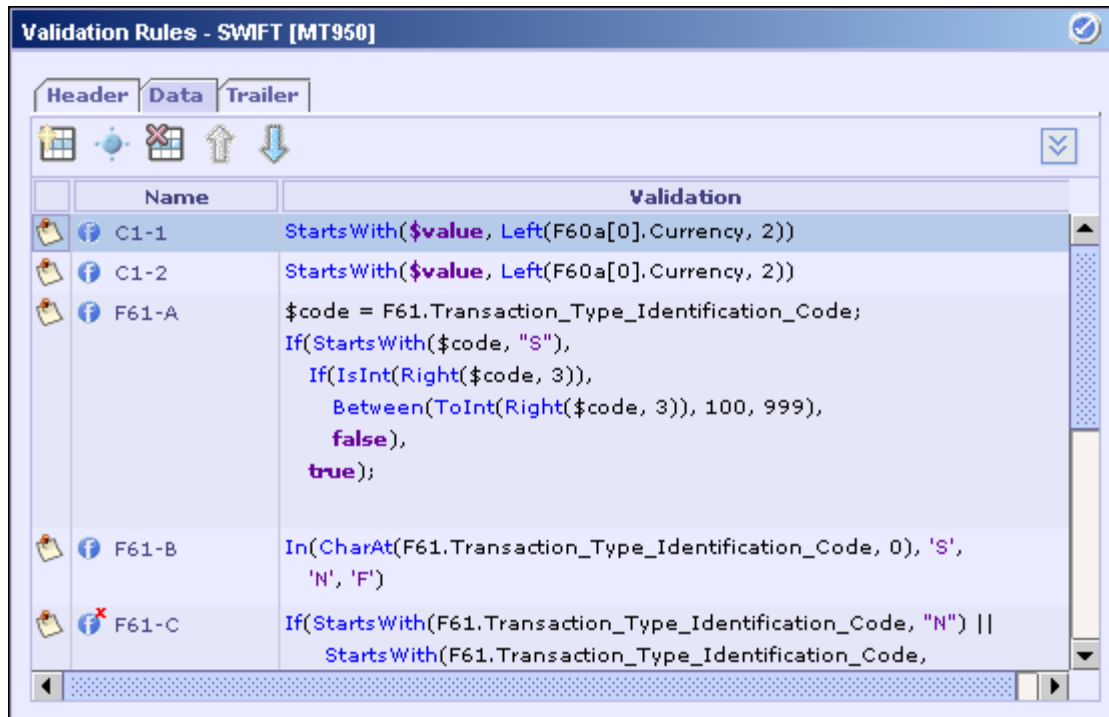 Validation Rules - SWIFT [MT950]
Header Data Trailer
Name Validation
C1-1 StartsWith($value, Left(F60a[0].Currency, 2))
C1-2 StartsWith($value, Left(F60a[0].Currency, 2))
F61-A $code = F61.Transaction_Type_Identification_Code;
If(StartsWith($code, "S"),
If(IsInt(Right($code, 3)),
Between(ToInt(Right($code, 3)), 100, 999),
false),
true);
F61-B In(CharAt(F61.Transaction_Type_Identification_Code, 0), 'S',
'N', 'F')
F61-C If(StartsWith(F61.Transaction_Type_Identification_Code, "N") ||
StartsWith(F61.Transaction_Type_Identification_Code,